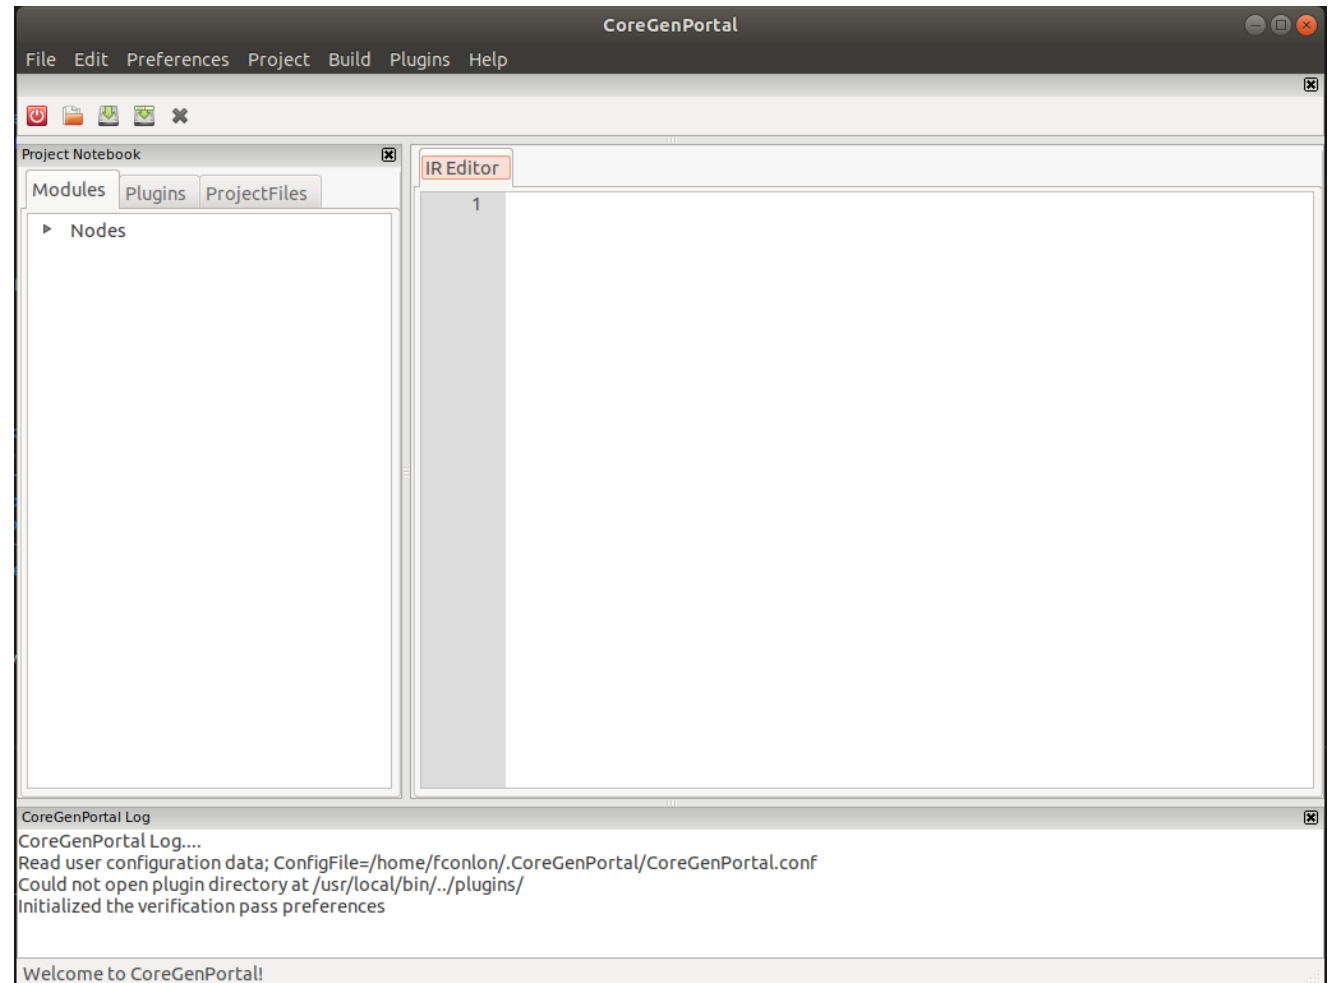 CoreGenPortal
File Edit Preferences Project Build Plugins Help
Project Notebook
Modules Plugins ProjectFiles
Nodes
IR Editor
1
CoreGenPortal Log
CoreGenPortal Log....
Read user configuration data; ConfigFile=/home/fconlon/.CoreGenPortal/CoreGenPortal.conf
Could not open plugin directory at /usr/local/bin/../plugins/
Initialized the verification pass preferences
Welcome to CoreGenPortal!